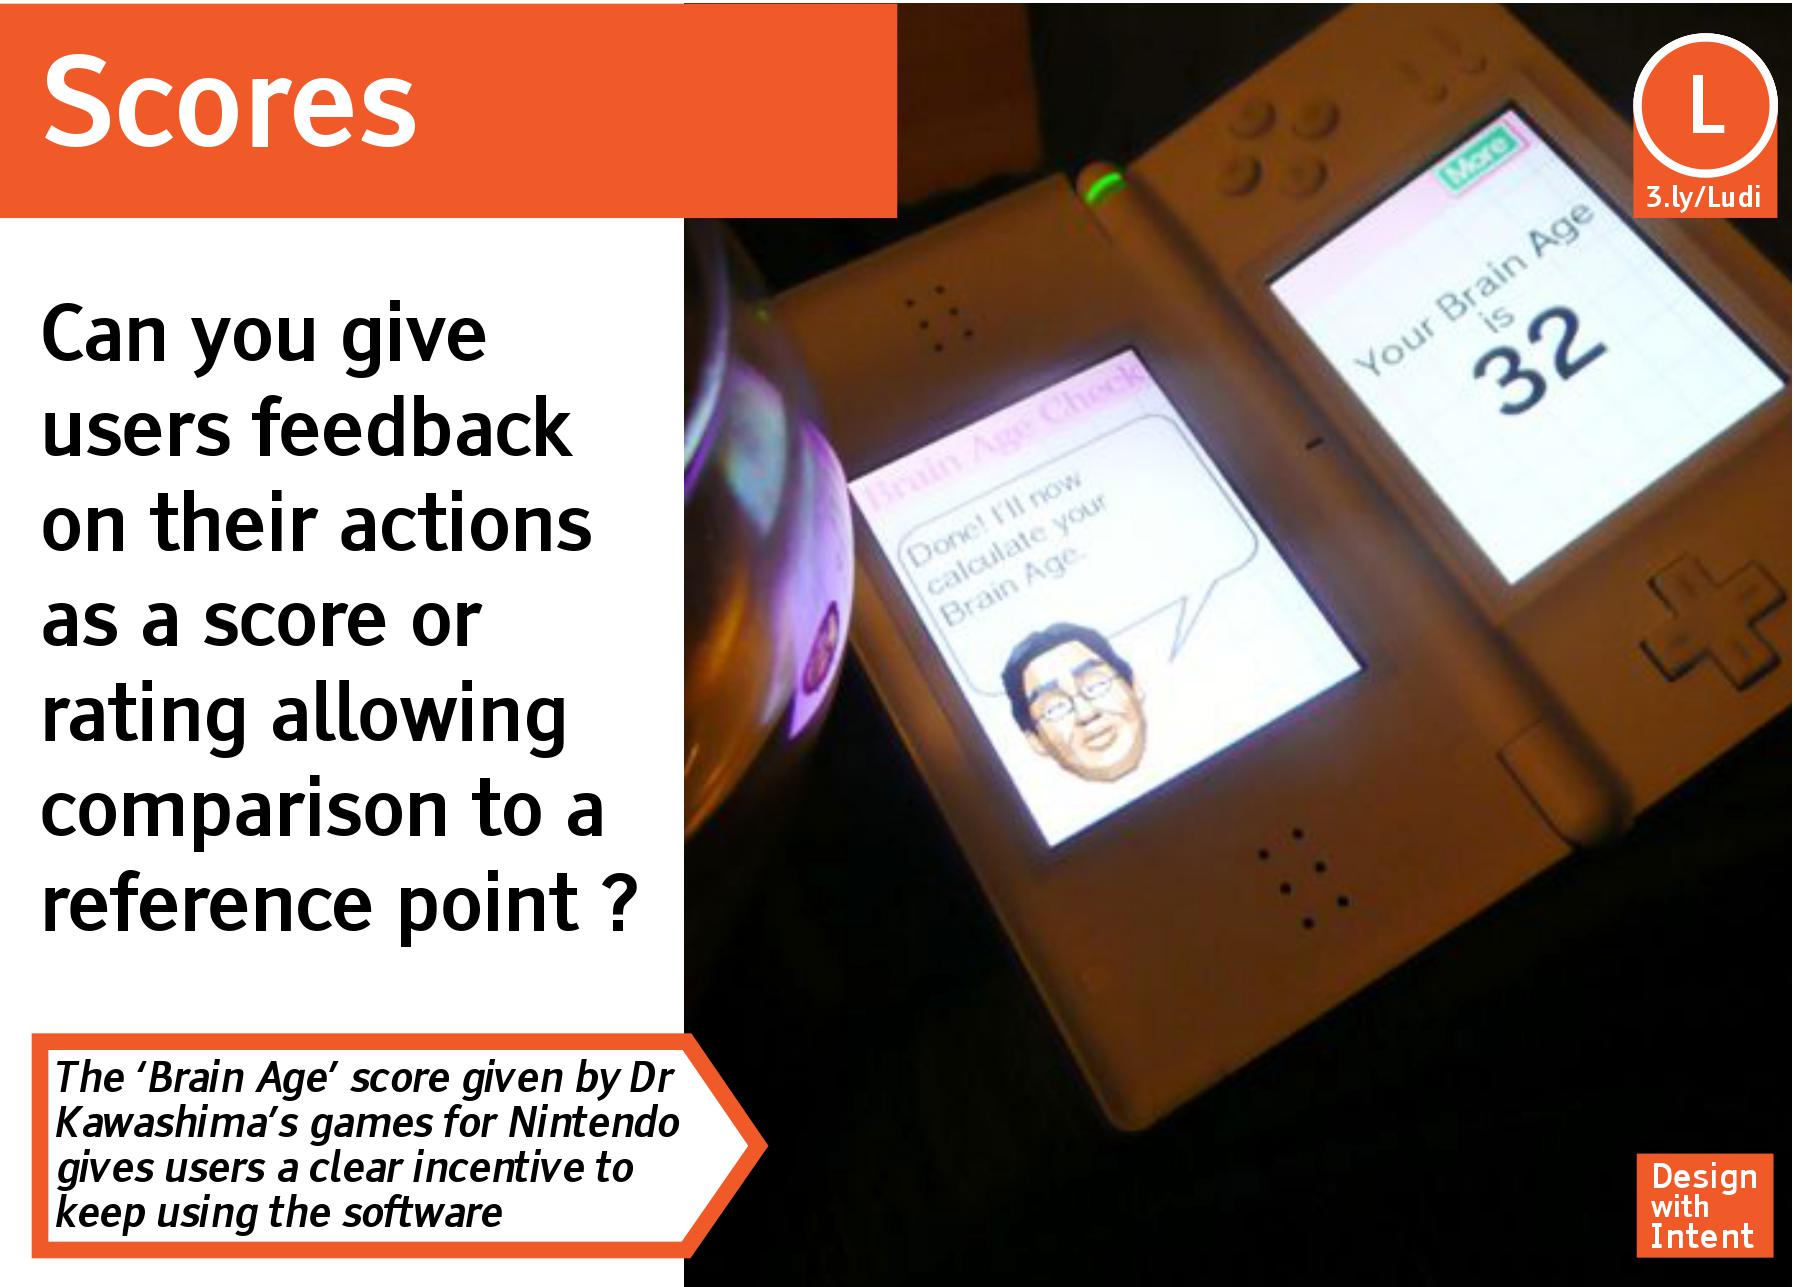 Scores
L
3.ly/Ludi
Can you give
users feedback
on their actions
as a score or
rating allowing
comparison to a
reference point ?
More
Your Brain Age
is
32
Brain Age Check
Done! I'll now
calculate your
Brain Age.
The ‘Brain Age’ score given by Dr
Kawashima’s games for Nintendo
gives users a clear incentive to
keep using the software
Design
with
Intent